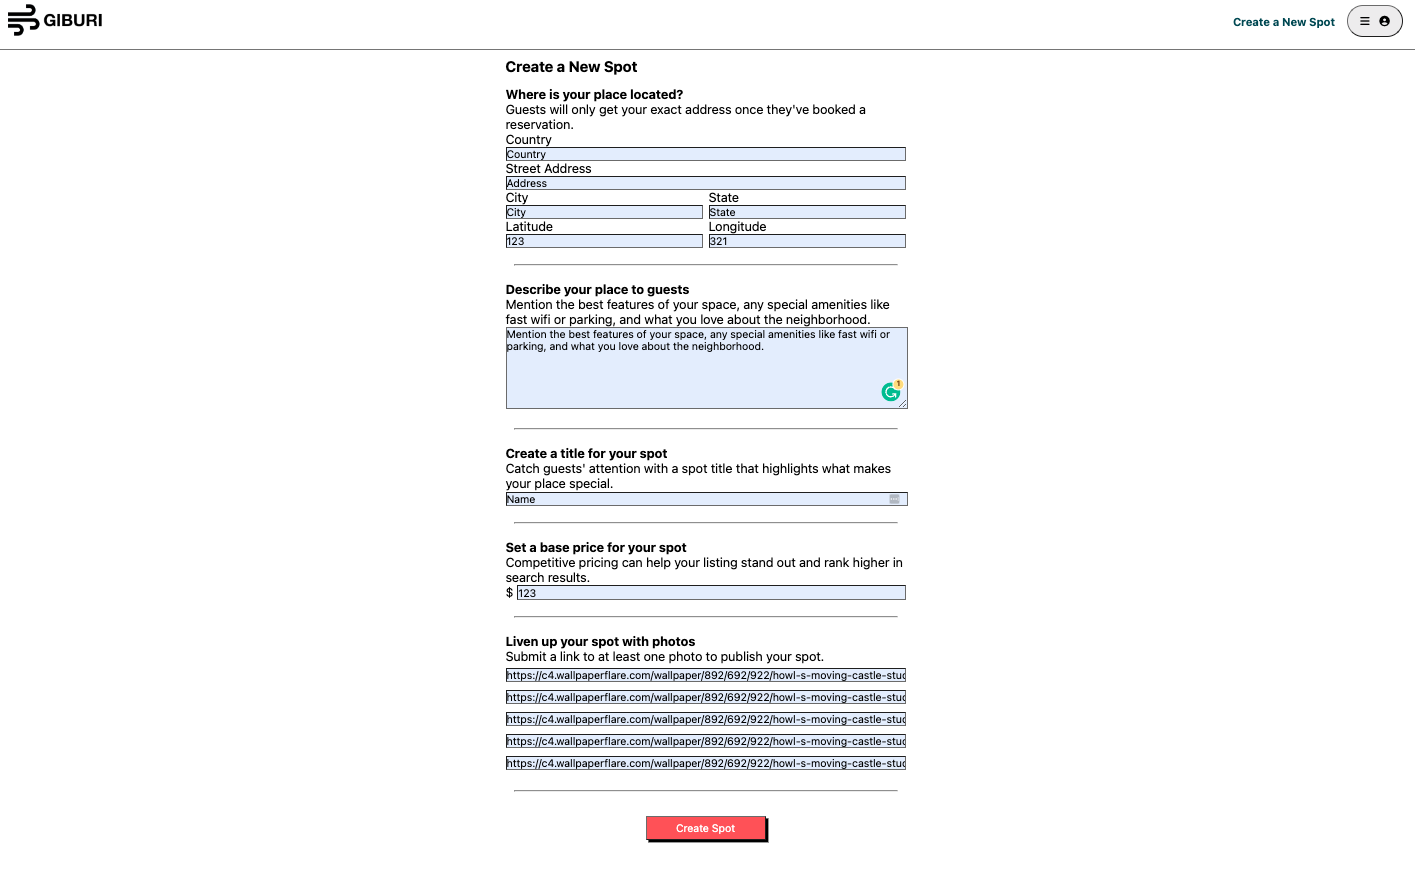 GIBURI
Create a New Spot
Create a New Spot
Where is your place located?
Guests will only get your exact address once they've booked a
reservation.
Country
Country
Street Address
Address
City State
City State
Latitude Longitude
123 321
Describe your place to guests
Mention the best features of your space, any special amenities like
fast wifi or parking, and what you love about the neighborhood.
Mention the best features of your space, any special amenities like fast wifi or
parking, and what you love about the neighborhood.
1
Create a title for your spot
Catch guests' attention with a spot title that highlights what makes
your place special.
Name
Set a base price for your spot
Competitive pricing can help your listing stand out and rank higher in
search results.
$ 123
Liven up your spot with photos
Submit a link to at least one photo to publish your spot.
https://c4.wallpaperflare.com/wallpaper/892/692/922/howl-s-moving-castle-stud
https://c4.wallpaperflare.com/wallpaper/892/692/922/howl-s-moving-castle-stud
https://c4.wallpaperflare.com/wallpaper/892/692/922/howl-s-moving-castle-stud
https://c4.wallpaperflare.com/wallpaper/892/692/922/howl-s-moving-castle-stud
https://c4.wallpaperflare.com/wallpaper/892/692/922/howl-s-moving-castle-stud
Create Spot